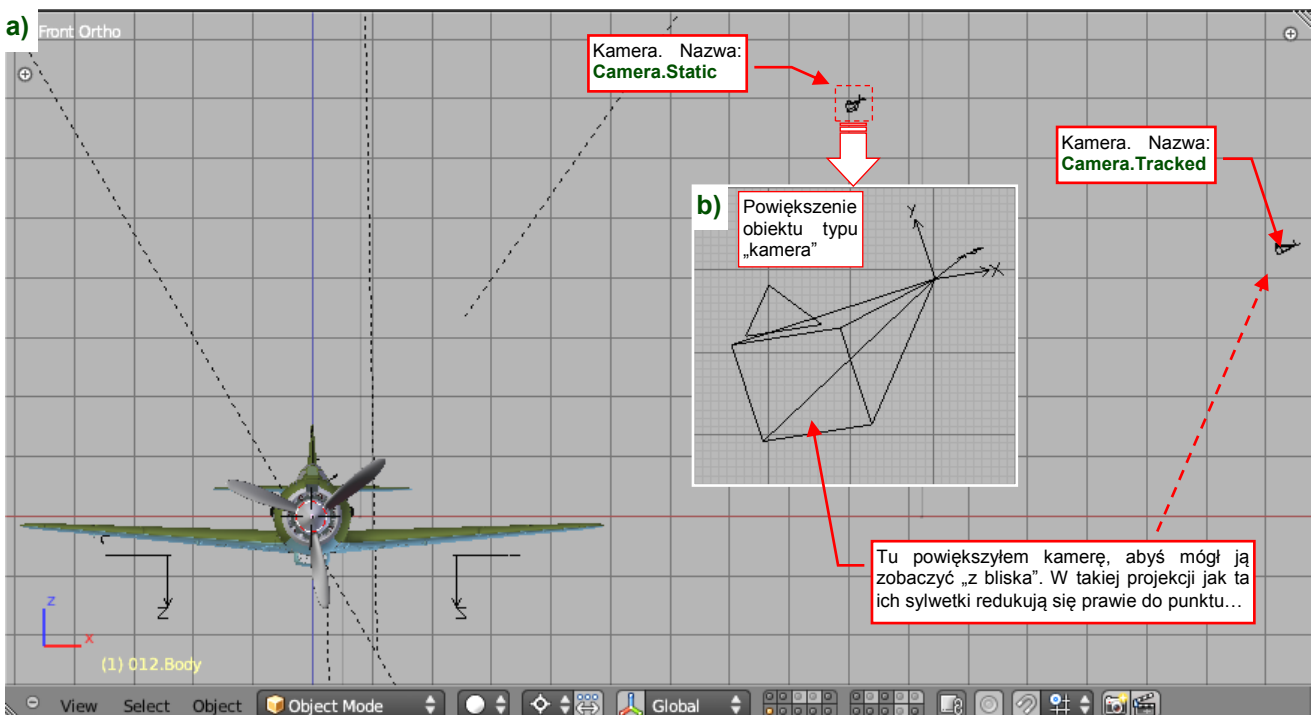 a)
Front Ortho
Kamera. Nazwa:
Camera.Static
Kamera. Nazwa:
Camera.Tracked
b)
Powiększenie
obiektu typu
„kamera”
Y
X
Tu powiększyłem kamerę, abyś mógł ją
zobaczyć „z bliska”. W takiej projekcji jak ta
ich sylwetki redukują się prawie do punktu…
Z
Z
z
x
(1) 012.Body
View Select Object Object Mode Global